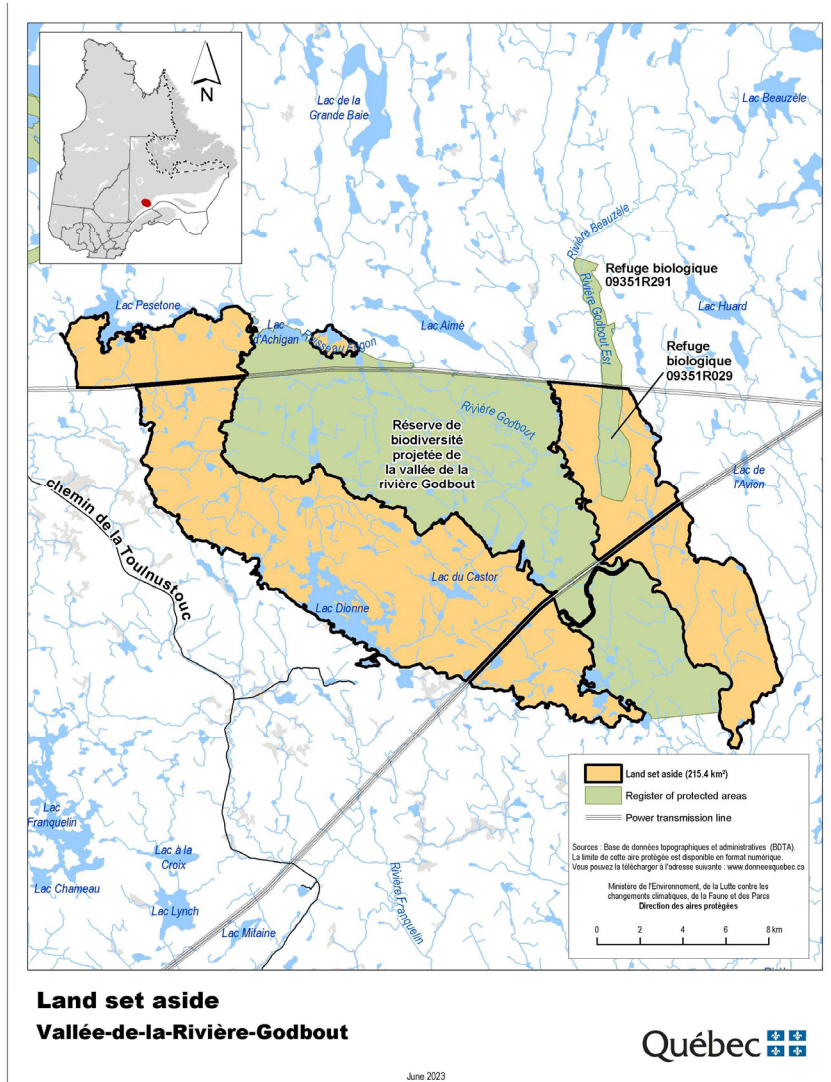 N
Lac de la
Grande Baie
Lac Beauzèle
Rivière Beauzèle
Refuge biologique
09351R291
Rivière Godbout Est
Lac Pesetone
Lac
d'Achigan
Lac Aimé
Lac Huard
Refuge
biologique
09351R029
Rivière Godbout
Réserve de
biodiversité
projetée de
la vallée de la
rivière Godbout
Lac de
l'Avion
chemin de la Toulnustouc
Lac du Castor
Lac Dionne
Lac
Franquelin
Lac à la
Croix
Lac Chameau
Lac Lynch
Lac Mitaine
Rivière Franquelin
Land set aside (215.4 km²)
Register of protected areas
Power transmission line
Sources : Base de données topographiques et administratives (BDTA).
La limite de cette aire protégée est disponible en format numérique.
Vous pouvez la télécharger à l'adresse suivante : www.donneesquebec.ca
Ministère de l'Environnement, de la Lutte contre les
changements climatiques, de la Faune et des Parcs
Direction des aires protégées
0 2 4 6 8 km
Land set aside
Vallée-de-la-Rivière-Godbout
Québec
June 2023